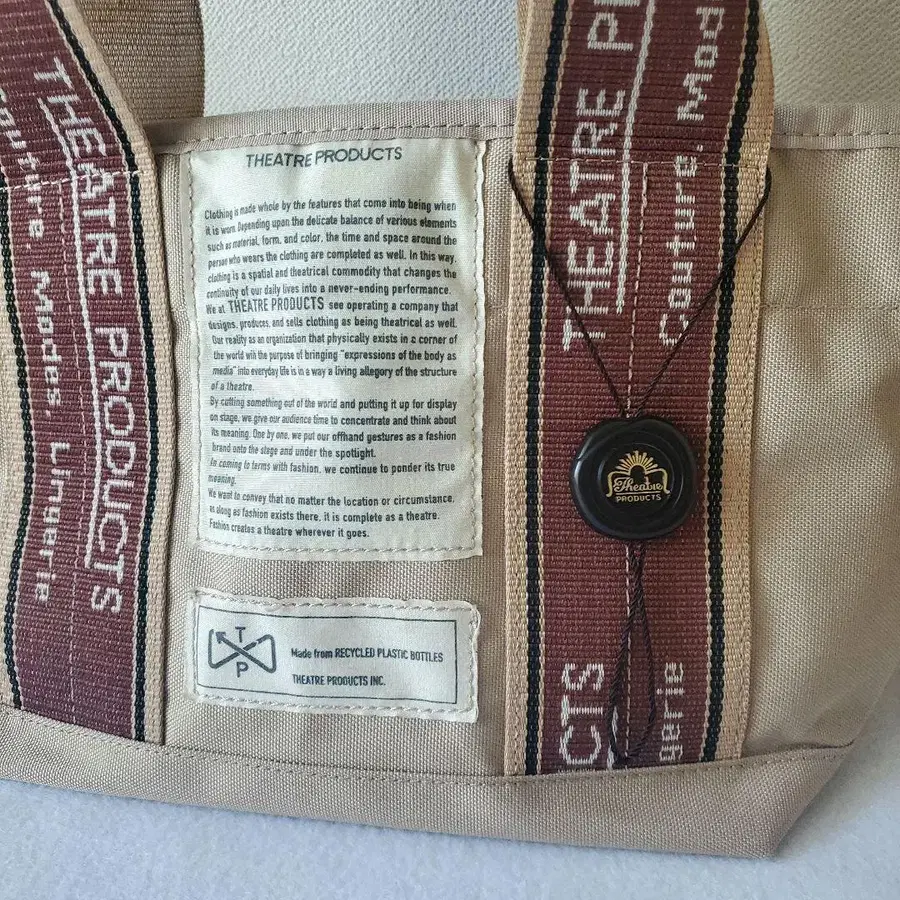 THEATRE PRODUCTS
Couture, Modes, Lingerie
THEATRE PRODUCTS
Clothing is made whole by the features that come into being when
it is worn. Depending upon the delicate balance of various elements
such as material, form, and color, the time and space around the
person who wears the clothing are completed as well. In this way,
clothing is a spatial and theatrical commodity that changes the
continuity of our daily lives into a never-ending performance.
We at THEATRE PRODUCTS see operating a company that
designs, produces, and sells clothing as being theatrical as well.
Our reality as an organization that physically exists in a corner of
the world with the purpose of bringing "expressions of the body as
media" into everyday life is in a way a living allegory of the structure
of a theatre.
By cutting something out of the world and putting it up for display
on stage, we give our audience time to concentrate and think about
its meaning. One by one, we put our offhand gestures as a fashion
brand onto the stage and under the spotlight.
In coming to terms with fashion, we continue to ponder its true
meaning.
We want to convey that no matter the location or circumstance,
as along as fashion exists there, it is complete as a theatre.
Fashion creates a theatre wherever it goes.
T
P
Made from RECYCLED PLASTIC BOTTLES
THEATRE PRODUCTS INC.
THEATRE P
Couture, Mod
Theatre
PRODUCTS
CTS
gerie